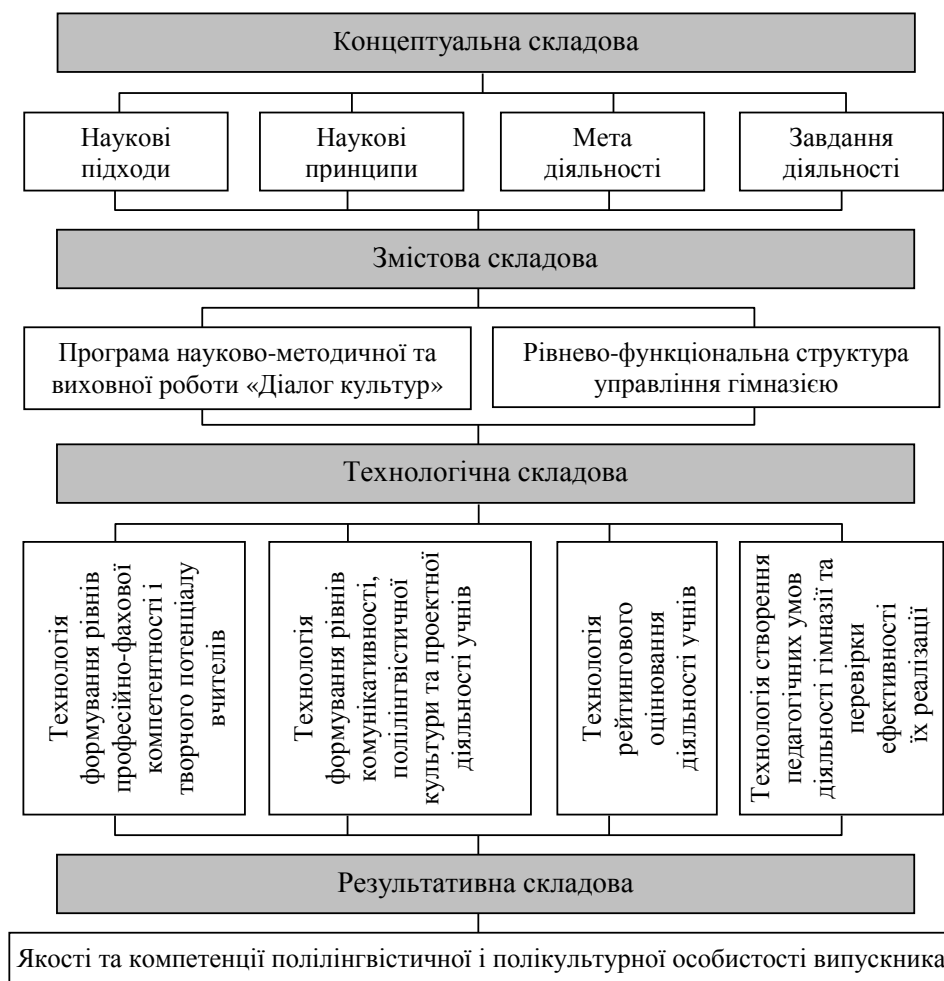 Концептуальна складова
Наукові
підходи
Наукові
принципи
Мета
діяльності
Завдання
діяльності
Змістова складова
Програма науково-методичної та
виховної роботи «Діалог культур»
Рівнево-функціональна структура
управління гімназією
Технологічна складова
Технологія
формування рівнів
професійно-фахової
компетентності і
творчого потенціалу
вчителів
Технологія
формування рівнів
комунікативності,
полілінгвістичної
культури та проектної
діяльності учнів
Технологія
рейтингового
оцінювання
діяльності учнів
Технологія створення
педагогічних умов
діяльності гімназії та
перевірки
ефективності
їх реалізації
Результативна складова
Якості та компетенції полілінгвістичної і полікультурної особистості випускника